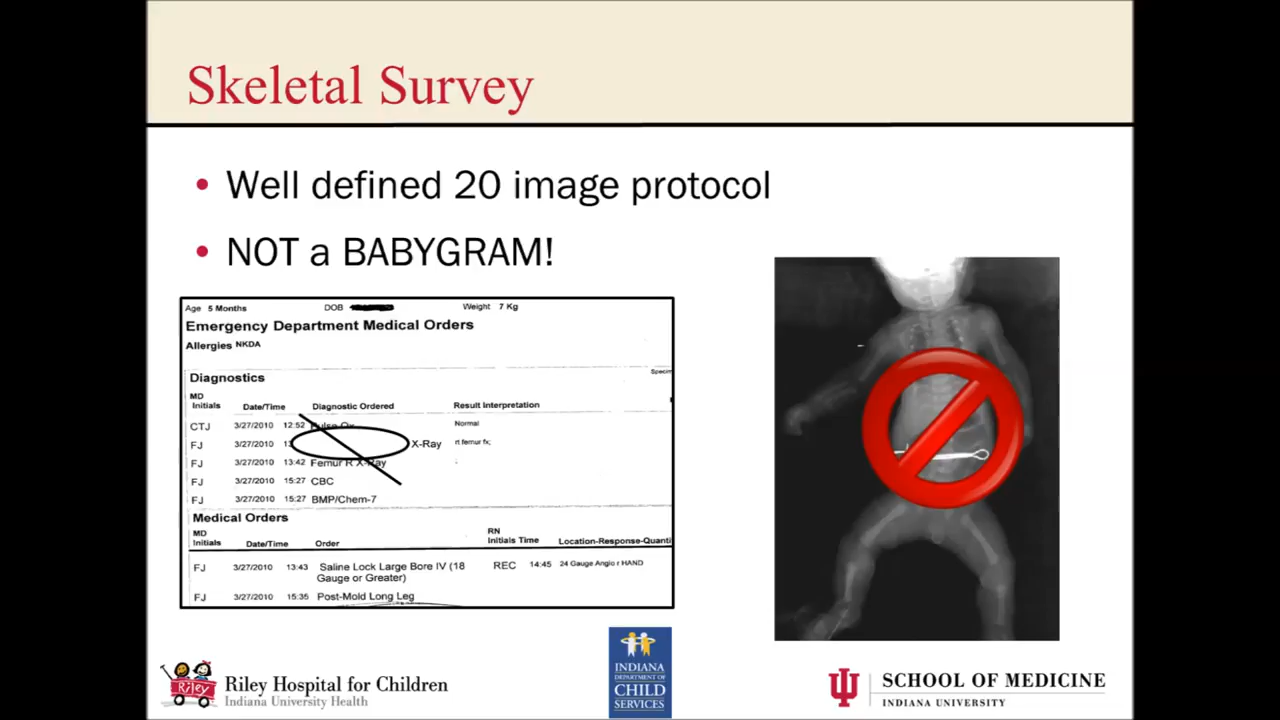 Skeletal Survey
• Well defined 20 image protocol
• NOT a BABYGRAM!
Age 5 Months DOB Weight 7 Kg
Emergency Department Medical Orders
Allergies NKDA
Diagnostics
MD
Initials Date/Time Diagnostic Ordered Result Interpretation
CTJ 3/27/2010 12:52 Pulse Ox Normal
FJ 3/27/2010 X-Ray rt femur fx;
FJ 3/27/2010 13:42 Femur R X-Ray
FJ 3/27/2010 15:27 CBC
FJ 3/27/2010 15:27 BMP/Chem-7
Medical Orders
MD
Initials Date/Time Order RN
Initials Time Location-Response-Quanti
FJ 3/27/2010 13:43 Saline Lock Large Bore IV (18
Gauge or Greater) REC 14:45 24 Gauge Angio r HAND
FJ 3/27/2010 15:35 Post-Mold Long Leg
Riley
Riley Hospital for Children
Indiana University Health
INDIANA
DEPARTMENT OF
CHILD
SERVICES
SCHOOL OF MEDICINE
INDIANA UNIVERSITY